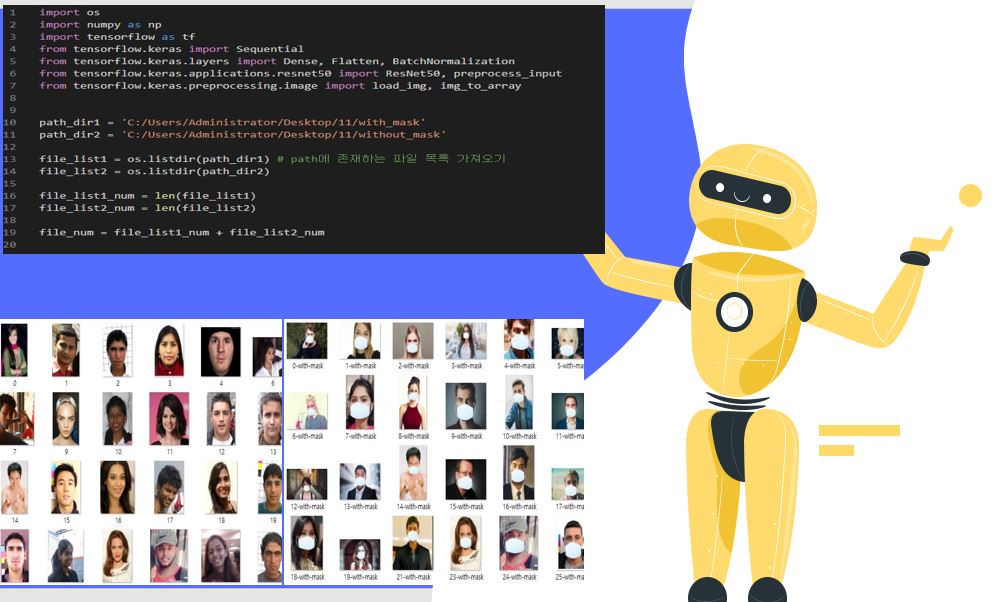 1 import os
2 import numpy as np
3 import tensorflow as tf
4 from tensorflow.keras import Sequential
5 from tensorflow.keras.layers import Dense, Flatten, BatchNormalization
6 from tensorflow.keras.applications.resnet50 import ResNet50, preprocess_input
7 from tensorflow.keras.preprocessing.image import load_img, img_to_array
8
9
10 path_dir1 = 'C:/Users/Administrator/Desktop/11/with_mask'
11 path_dir2 = 'C:/Users/Administrator/Desktop/11/without_mask'
12
13 file_list1 = os.listdir(path_dir1) # path에 존재하는 파일 목록 가져오기
14 file_list2 = os.listdir(path_dir2)
15
16 file_list1_num = len(file_list1)
17 file_list2_num = len(file_list2)
18
19 file_num = file_list1_num + file_list2_num
20
0 1 2 3 4 6
7 9 10 11 12 13
14 15 16 17 18 19
0-with-mask 1-with-mask 2-with-mask 3-with-mask 4-with-mask 5-with-ma
6-with-mask 7-with-mask 8-with-mask 9-with-mask 10-with-mask 11-with-ma
12-with-mask 13-with-mask 14-with-mask 15-with-mask 16-with-mask 17-with-ma
18-with-mask 19-with-mask 21-with-mask 23-with-mask 24-with-mask 25-with-ma